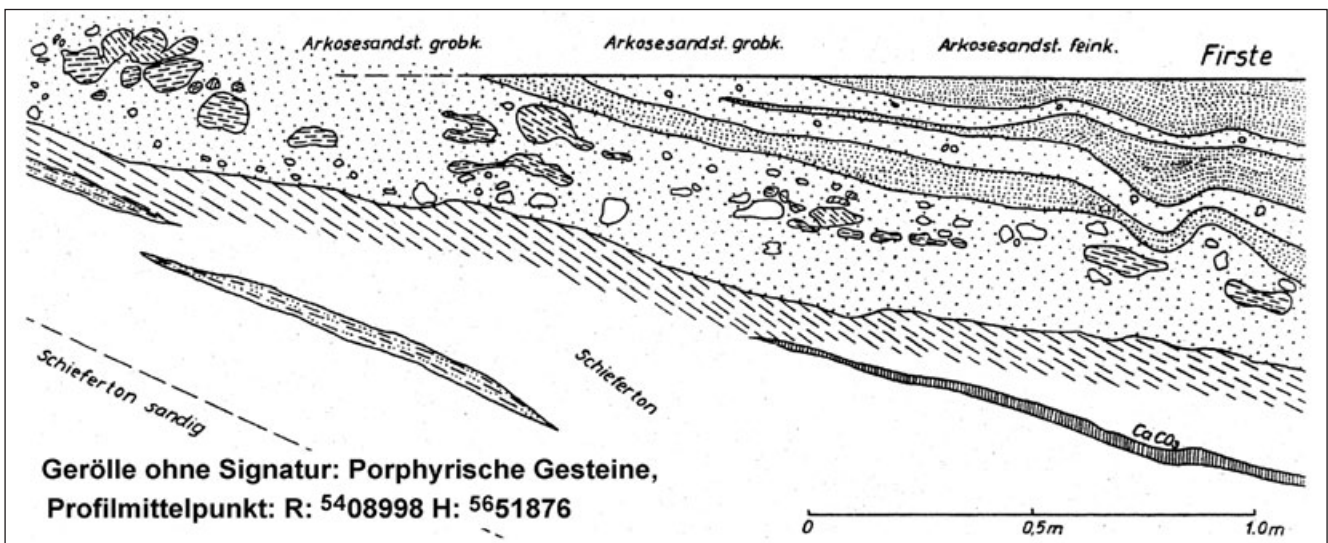 Arkosesandst. grobk.
Arkosesandst. grobk.
Arkosesandst. feink.
Firste
Schieferton sandig
Schieferton
CaCO₃
Gerölle ohne Signatur: Porphyrische Gesteine,
Profilmittelpunkt: R: ⁵⁴08998 H: ⁵⁶51876
0 0,5m 1.0m